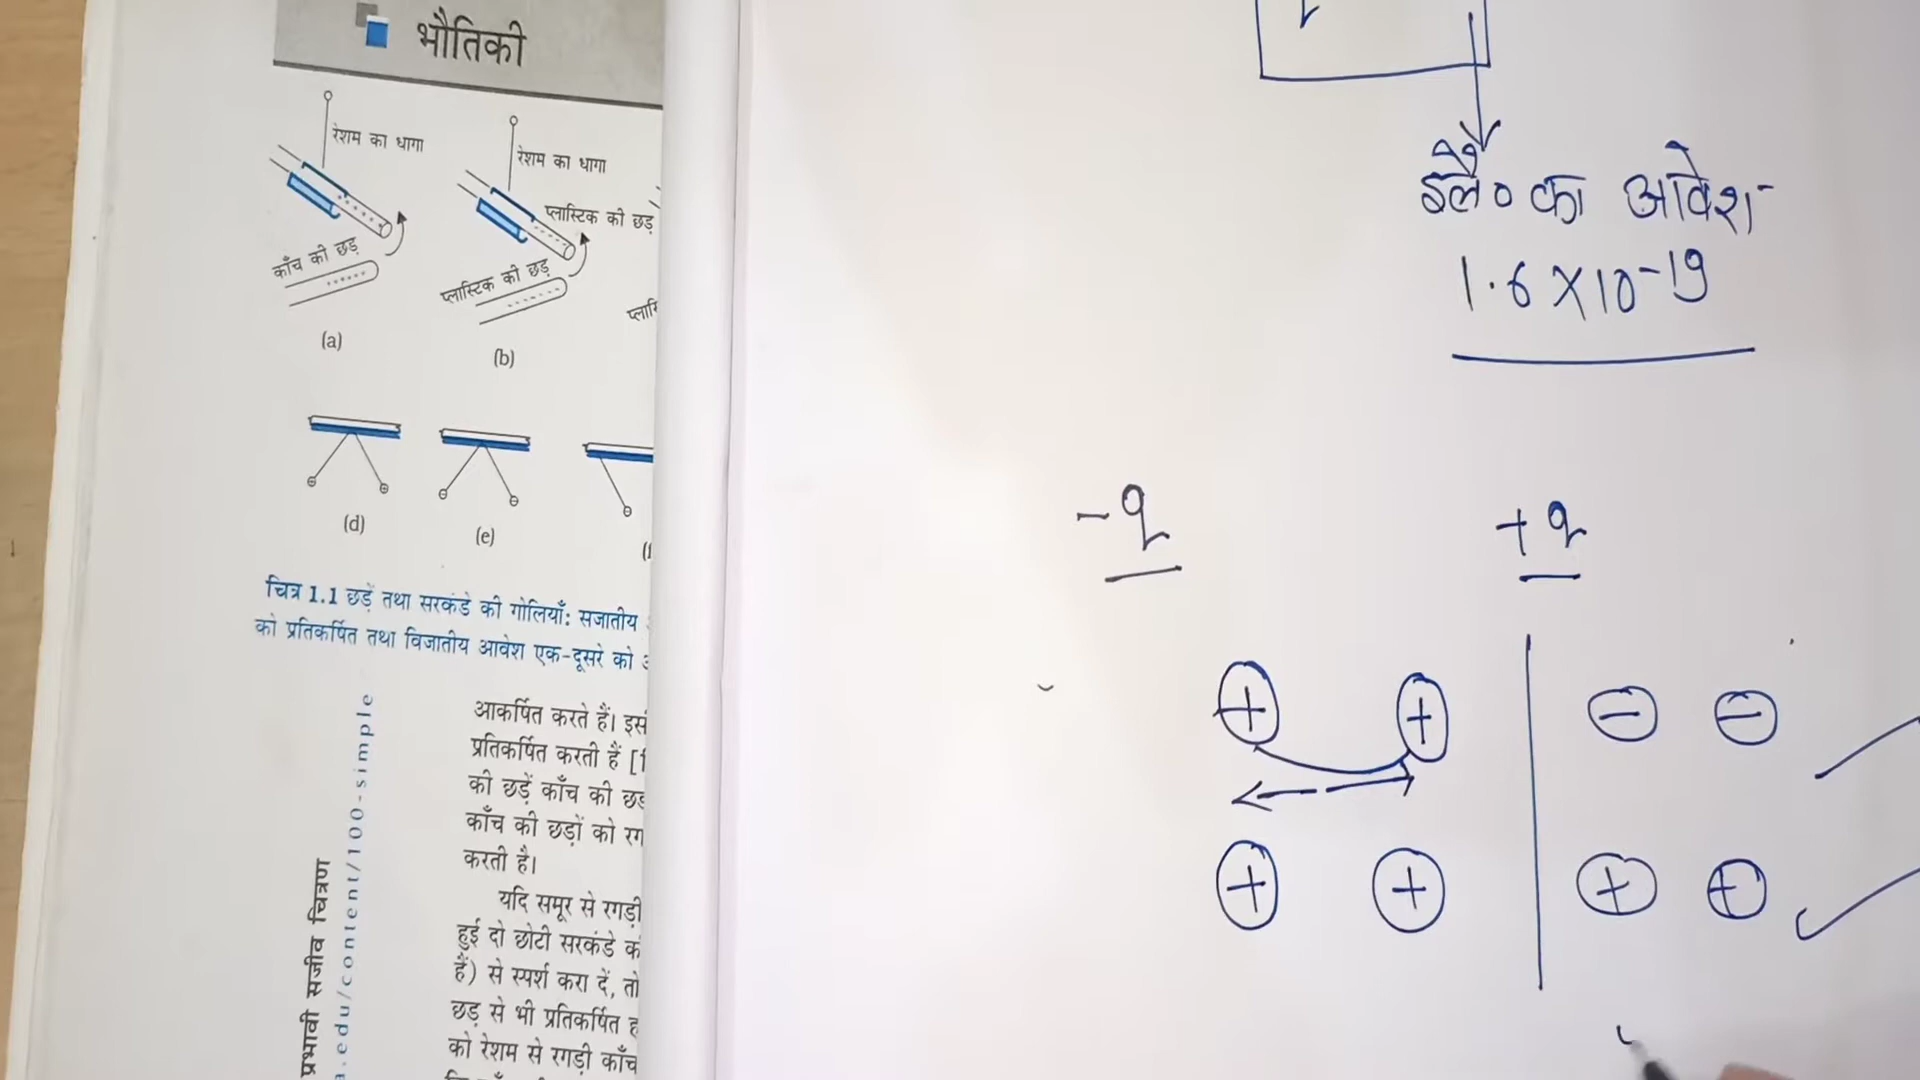 भौतिकी
रेशम का धागा
रेशम का धागा
प्लास्टिक की छड़
काँच की छड़
प्लास्टिक की छड़
(a)
(b)
(d)
(e)
चित्र 1.1 छड़ें तथा सरकंडे की गोलियाँ: सजातीय
को प्रतिकर्षित तथा विजातीय आवेश एक-दूसरे को
आकर्षित करते हैं। इसं
प्रतिकर्षित करती हैं [f
की छड़ें काँच की छड़
काँच की छड़ों को रग
करती है।
यदि समूर से रगड़ी
हुई दो छोटी सरकंडे क
हैं) से स्पर्श करा दें, तो
छड़ से भी प्रतिकर्षित ह
को रेशम से रगड़ी काँच
प्रभावी सजीव चित्रण
.edu/content/100-simple
इलै० का आवेश
1.6 X 10-19
-q
+q
+ +
- -
+ +
+ +